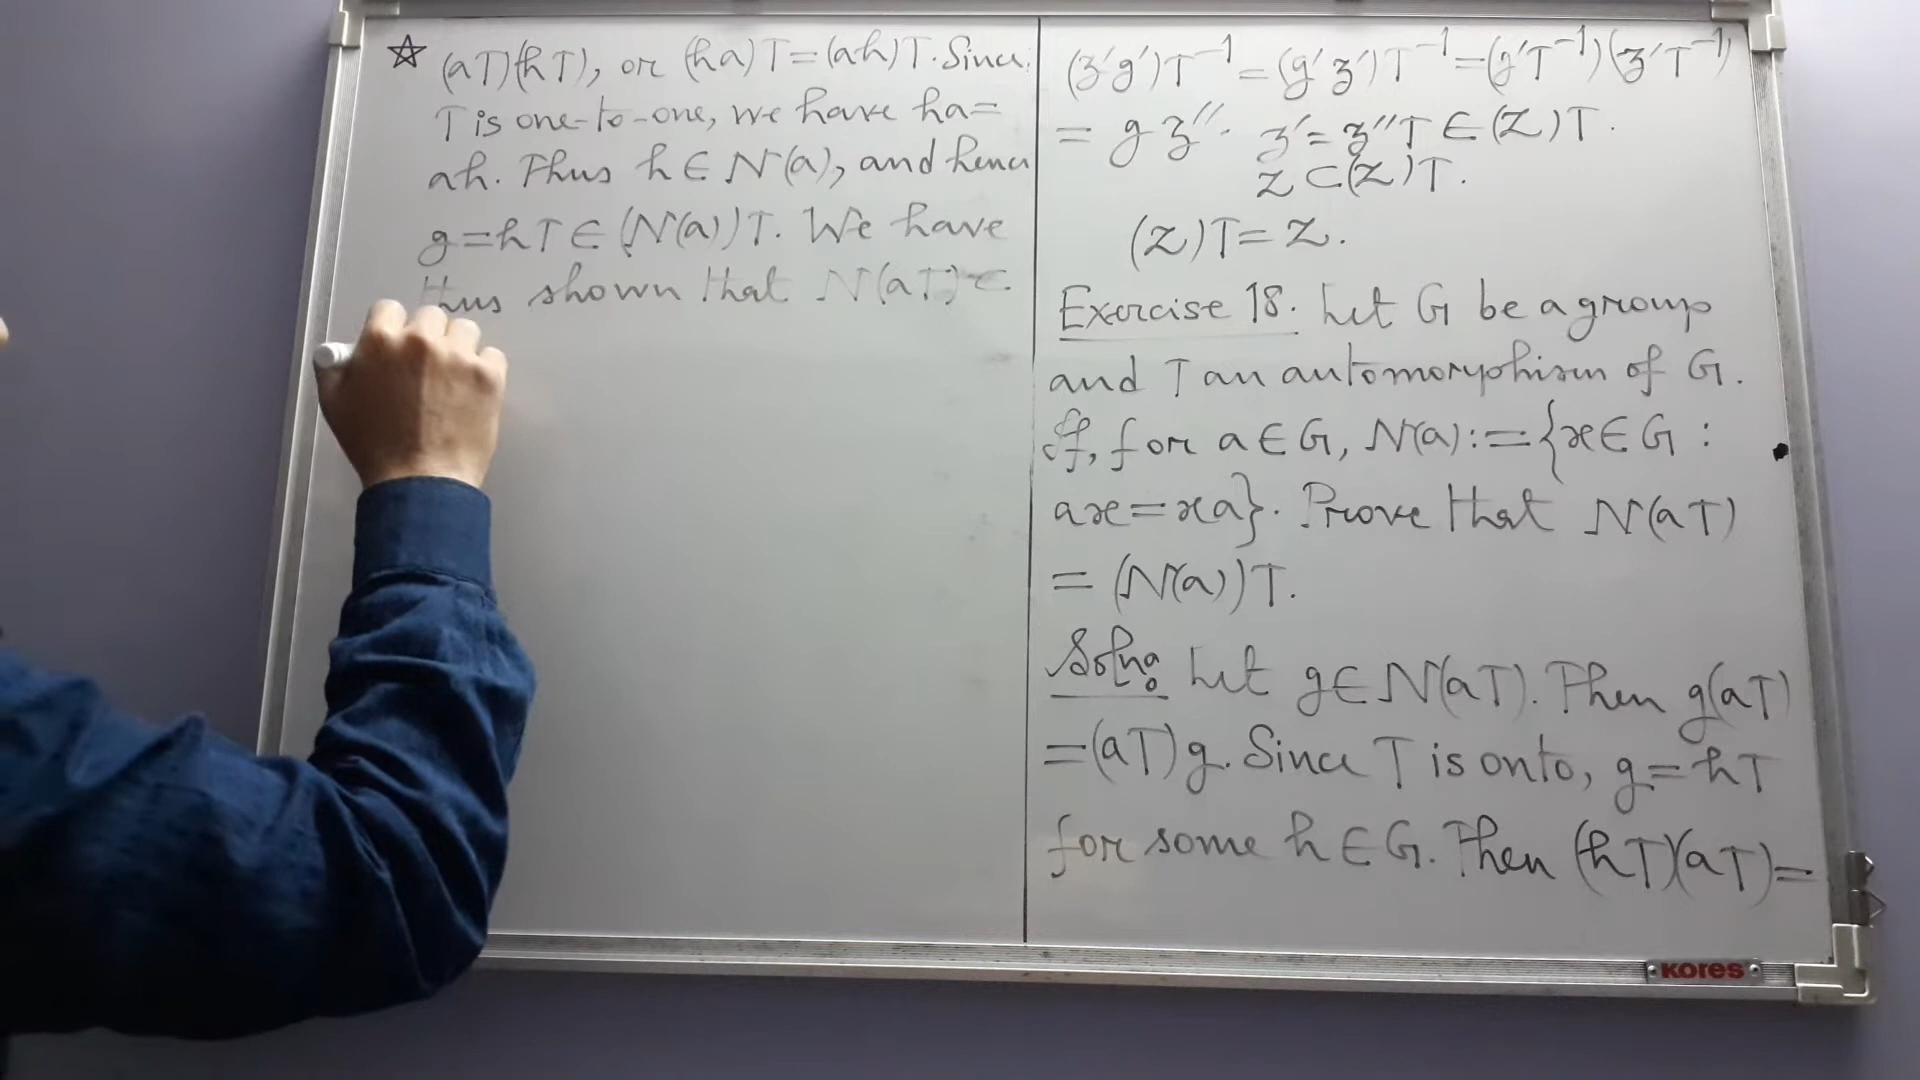 ☆ (aT)(hT), or (ha)T=(ah)T. Since
T is one-to-one, we have ha=
ah. Thus h∈N(a), and hence
g=hT∈(N(a))T. We have
thus shown that N(aT)⊂
(z'g')T⁻¹=(g'z')T⁻¹=(g'T⁻¹)(z'T⁻¹)
= g z''. z'=z''T∈(Z)T.
Z⊂(Z)T.
(Z)T=Z.
Exercise 18. Let G be a group
and T an automorphism of G.
If, for a∈G, N(a):={x∈G:
ax=xa}. Prove that N(aT)
=(N(a))T.
Soln: Let g∈N(aT). Then g(aT)
=(aT)g. Since T is onto, g=hT
for some h∈G. Then (hT)(aT)=
KORES